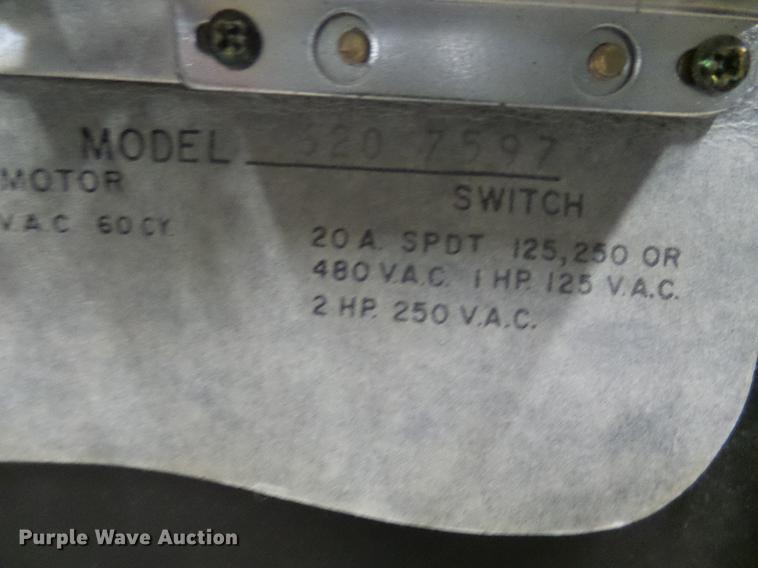 MODEL 7597
MOTOR
V.A.C 60 CY.
SWITCH
20 A. SPDT 125,250 OR
480 V.A.C. 1 HP. 125 V.A.C.
2 HP. 250 V.A.C.
Purple Wave Auction